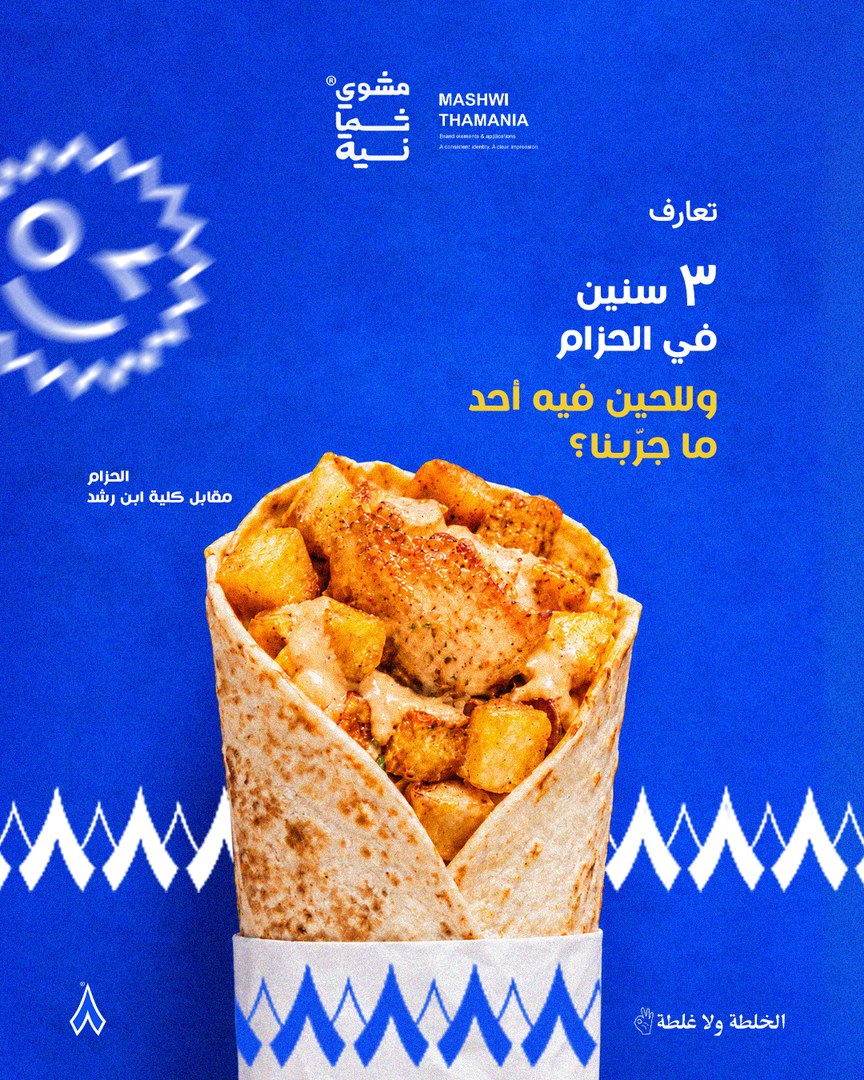 مشوي
ثما
نية
®
MASHWI
THAMANIA
Brand elements & applications
A consistent identity. A clear impression
تعارف
٣ سنين
في الحزام
وللحين فيه أحد
ما جرّبنا؟
الحزام
مقابل كلية ابن رشد
الخلطة ولا غلطة